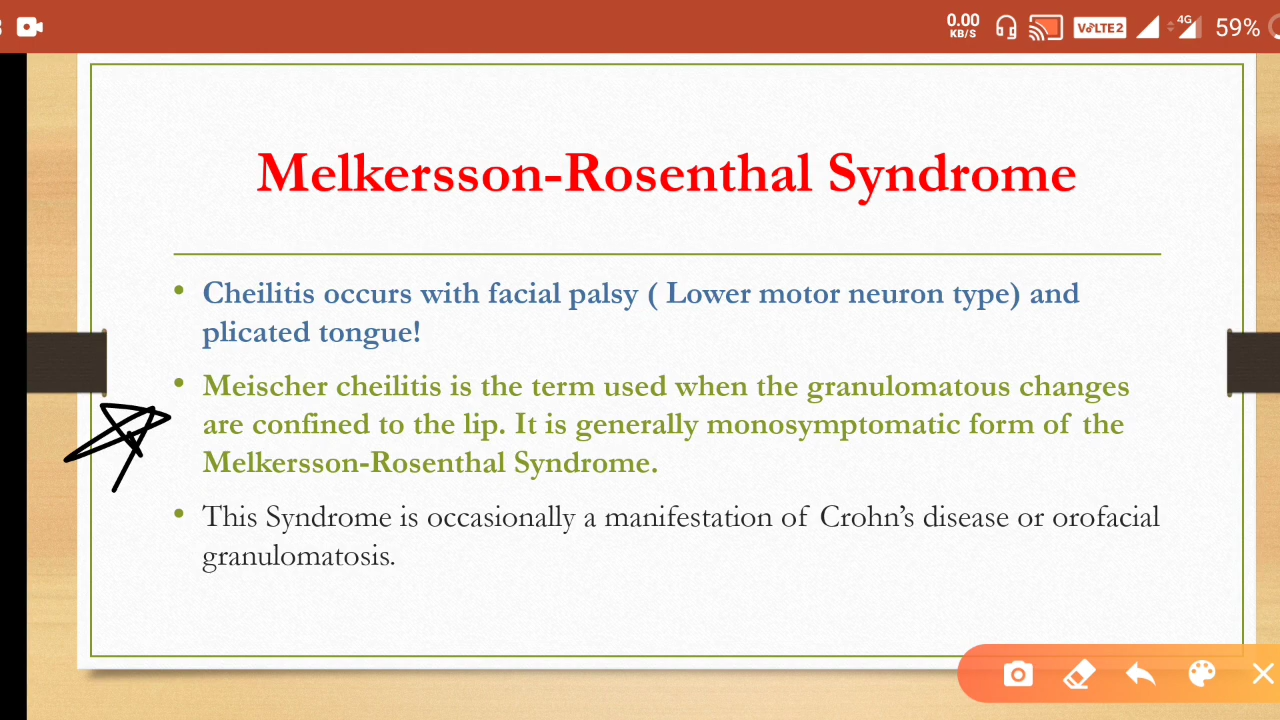 0.00
KB/S
VoLTE2
4G
59%
Melkersson-Rosenthal Syndrome
• Cheilitis occurs with facial palsy ( Lower motor neuron type) and
plicated tongue!
• Meischer cheilitis is the term used when the granulomatous changes
are confined to the lip. It is generally monosymptomatic form of the
Melkersson-Rosenthal Syndrome.
• This Syndrome is occasionally a manifestation of Crohn’s disease or orofacial
granulomatosis.